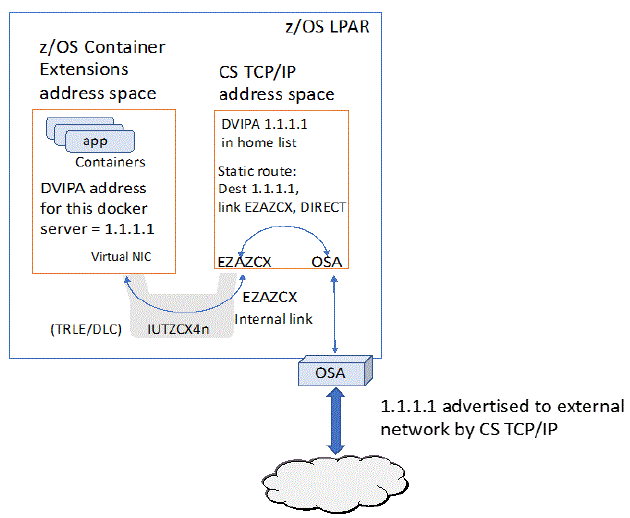 z/OS LPAR
z/OS Container
Extensions
address space
app
Containers
DVIPA address
for this docker
server = 1.1.1.1
Virtual NIC
CS TCP/IP
address space
DVIPA 1.1.1.1
in home list
Static route:
Dest 1.1.1.1,
link EZAZCX, DIRECT
EZAZCX
OSA
EZAZCX
Internal link
(TRLE/DLC)
IUTZCX4n
OSA
1.1.1.1 advertised to external
network by CS TCP/IP